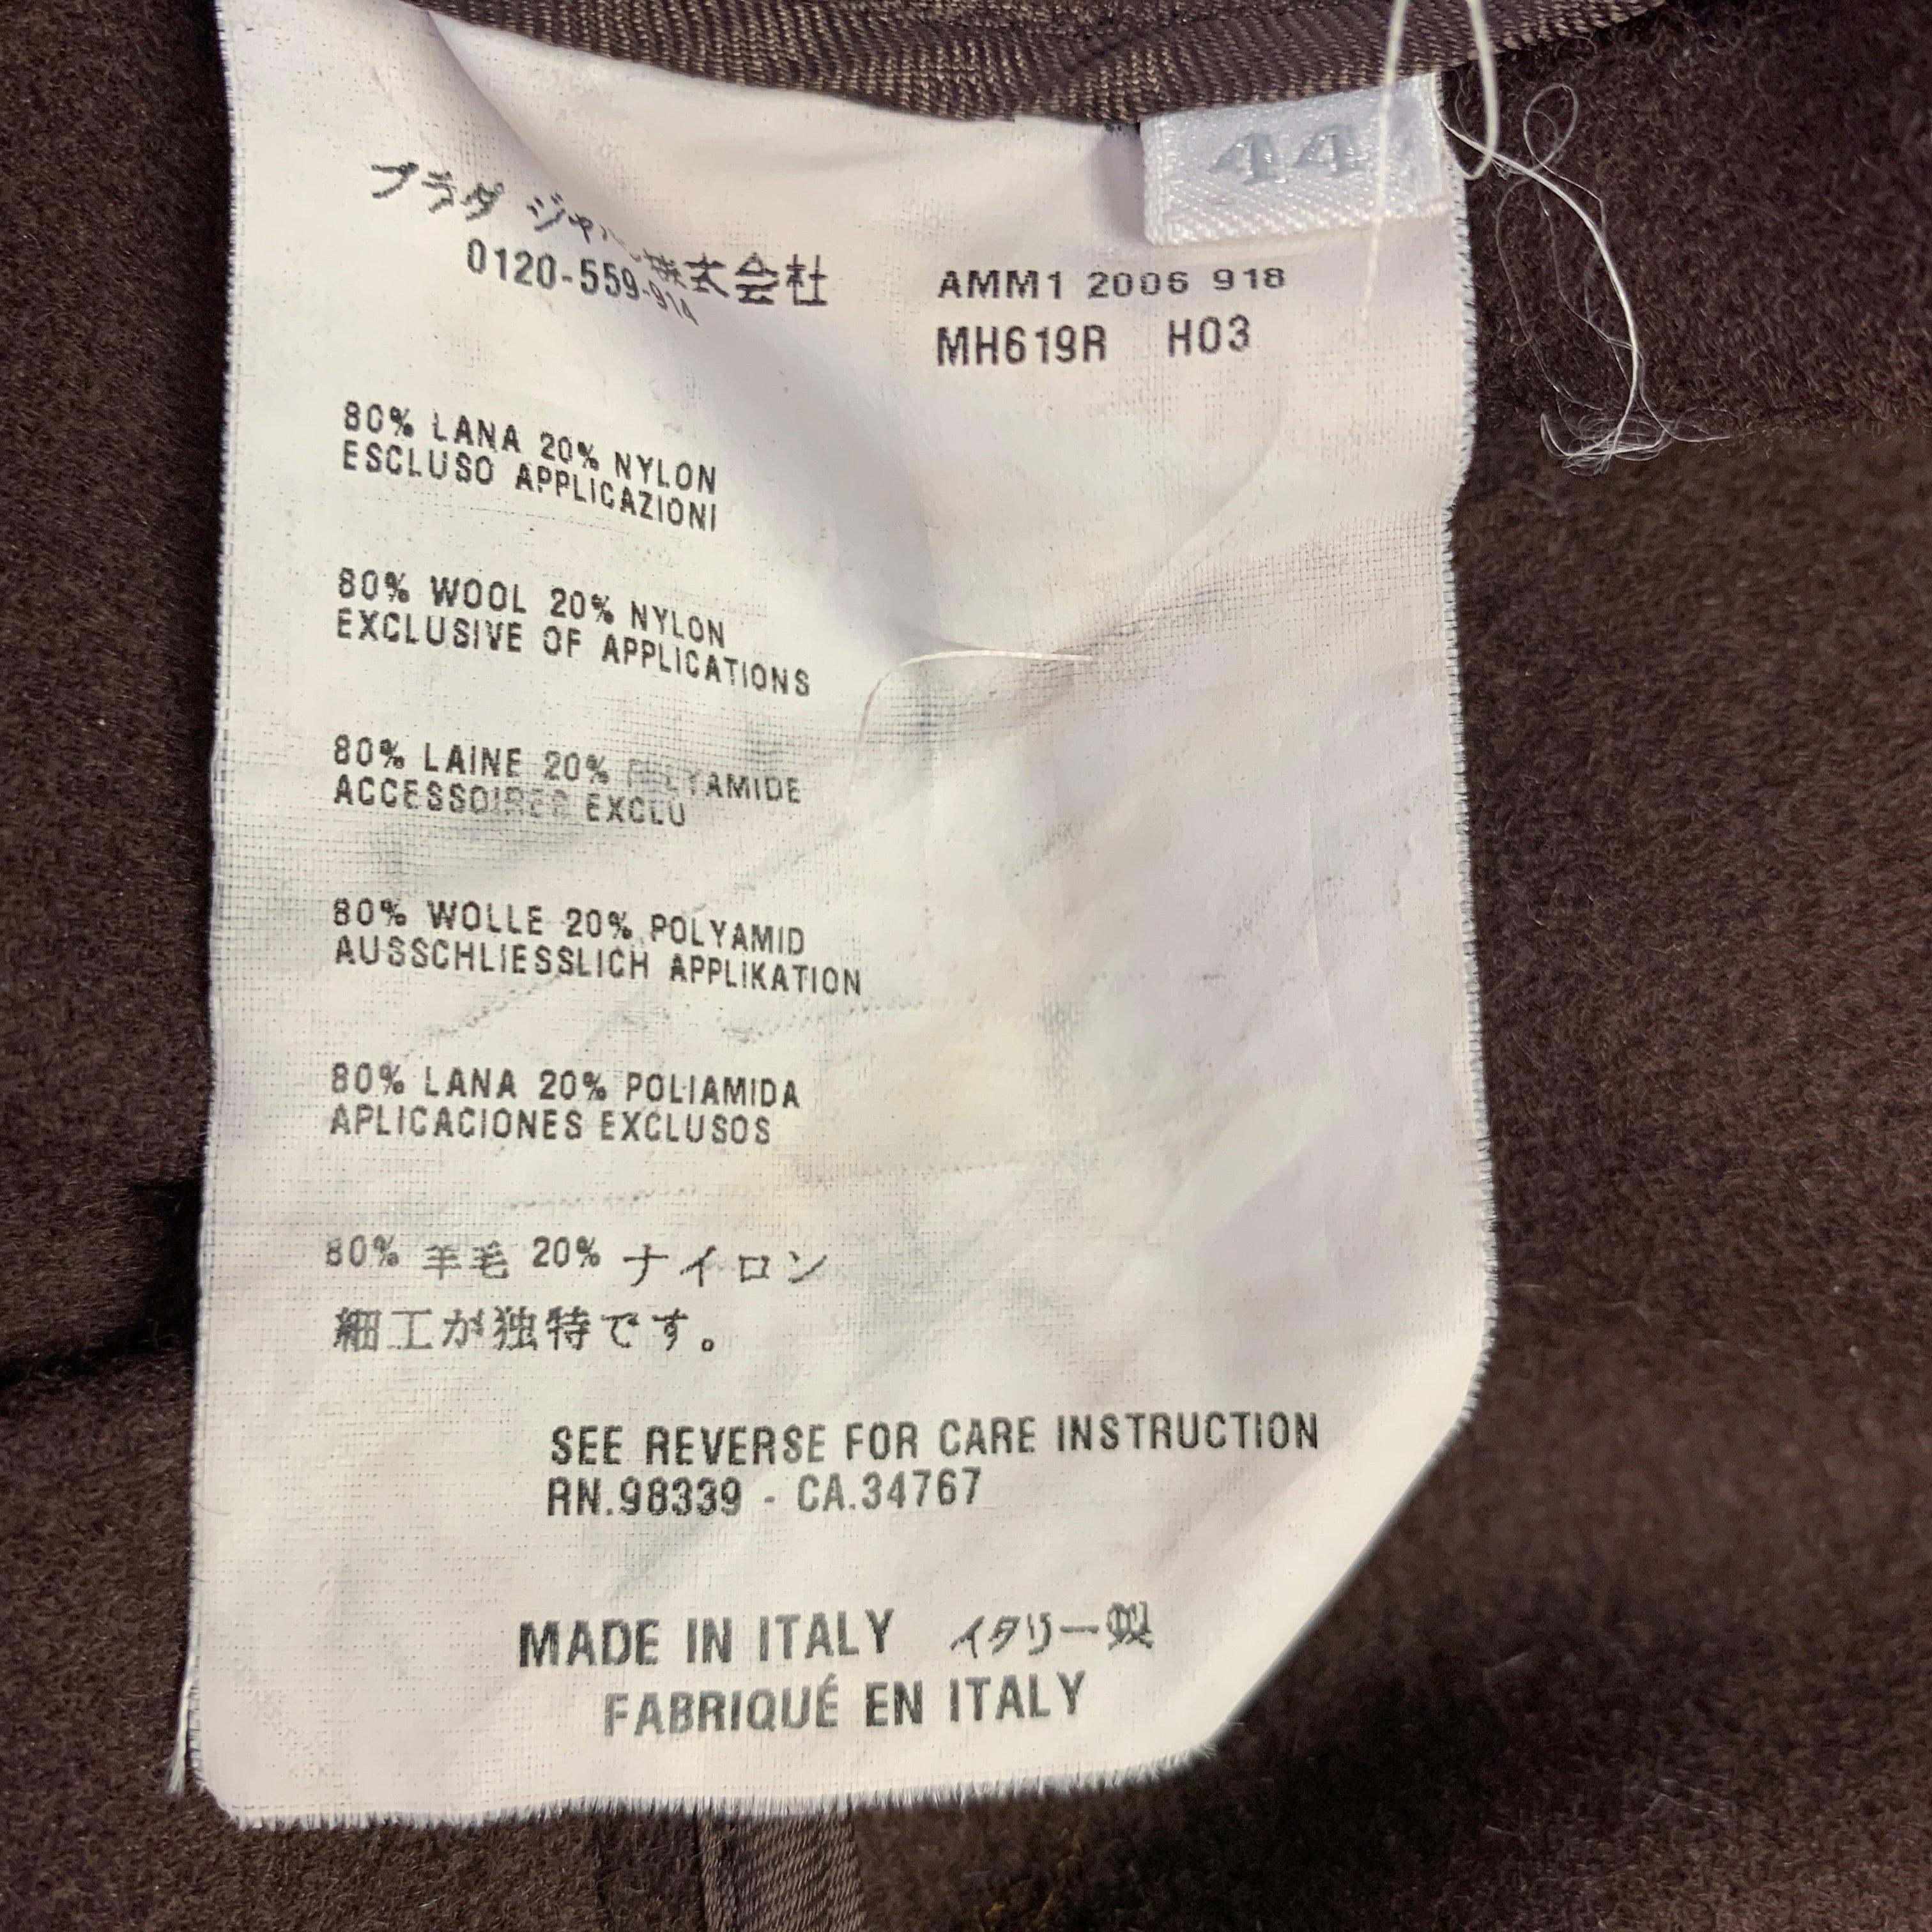 44
プラダ ジャパン株式会社
0120-559-914
AMM1 2006 918
MH619R H03
80% LANA 20% NYLON
ESCLUSO APPLICAZIONI
80% WOOL 20% NYLON
EXCLUSIVE OF APPLICATIONS
80% LAINE 20% POLYAMIDE
ACCESSOIRES EXCLU
80% WOLLE 20% POLYAMID
AUSSCHLIESSLICH APPLIKATION
80% LANA 20% POLIAMIDA
APLICACIONES EXCLUSOS
80% 羊毛 20% ナイロン
細工が独特です。
SEE REVERSE FOR CARE INSTRUCTION
RN.98339 - CA.34767
MADE IN ITALY イタリー製
FABRIQUÉ EN ITALY